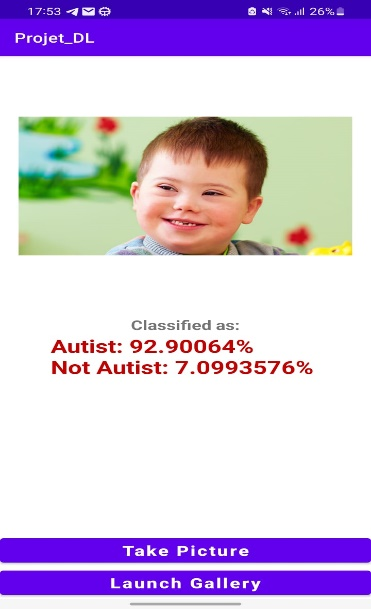 17:53 26%
Projet_DL
Classified as:
Autist: 92.90064%
Not Autist: 7.0993576%
Take Picture
Launch Gallery